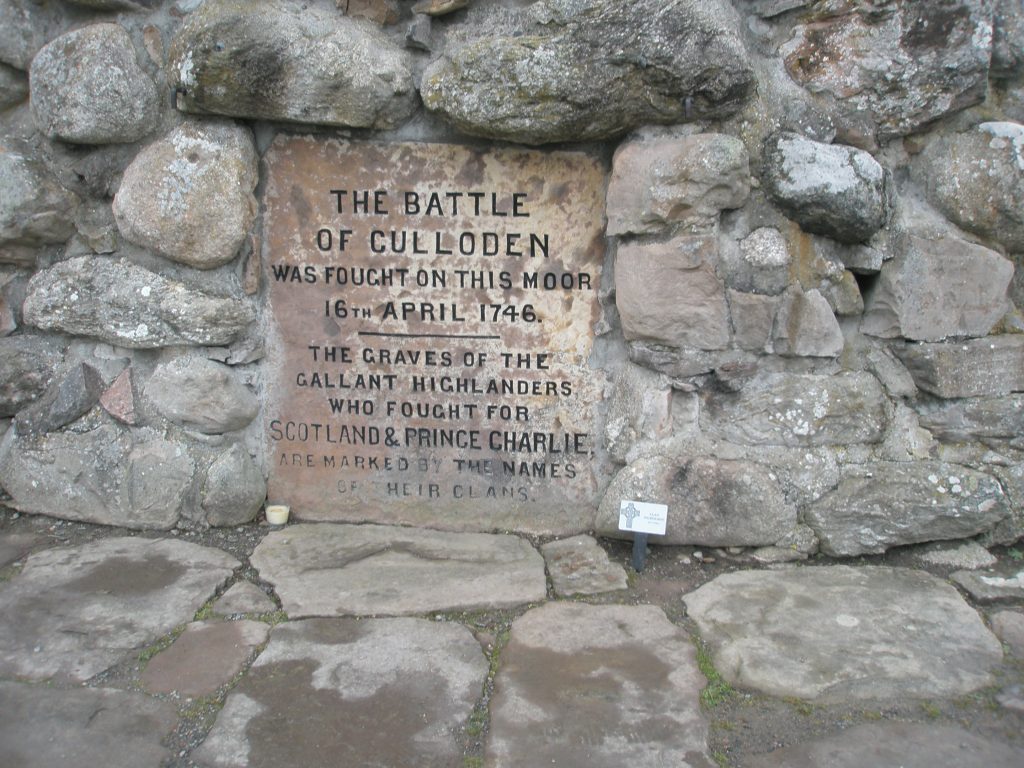 THE BATTLE
OF CULLODEN
WAS FOUGHT ON THIS MOOR
16TH APRIL 1746.
THE GRAVES OF THE
GALLANT HIGHLANDERS
WHO FOUGHT FOR
SCOTLAND & PRINCE CHARLIE,
ARE MARKED BY THE NAMES
OF THEIR CLANS.